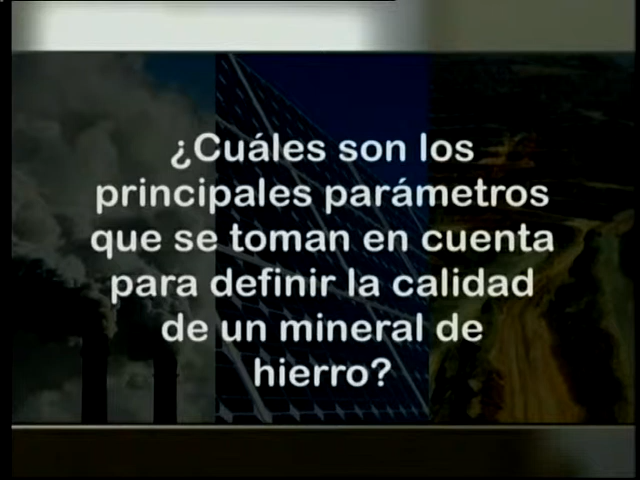 ¿Cuáles son los
principales parámetros
que se toman en cuenta
para definir la calidad
de un mineral de
hierro?